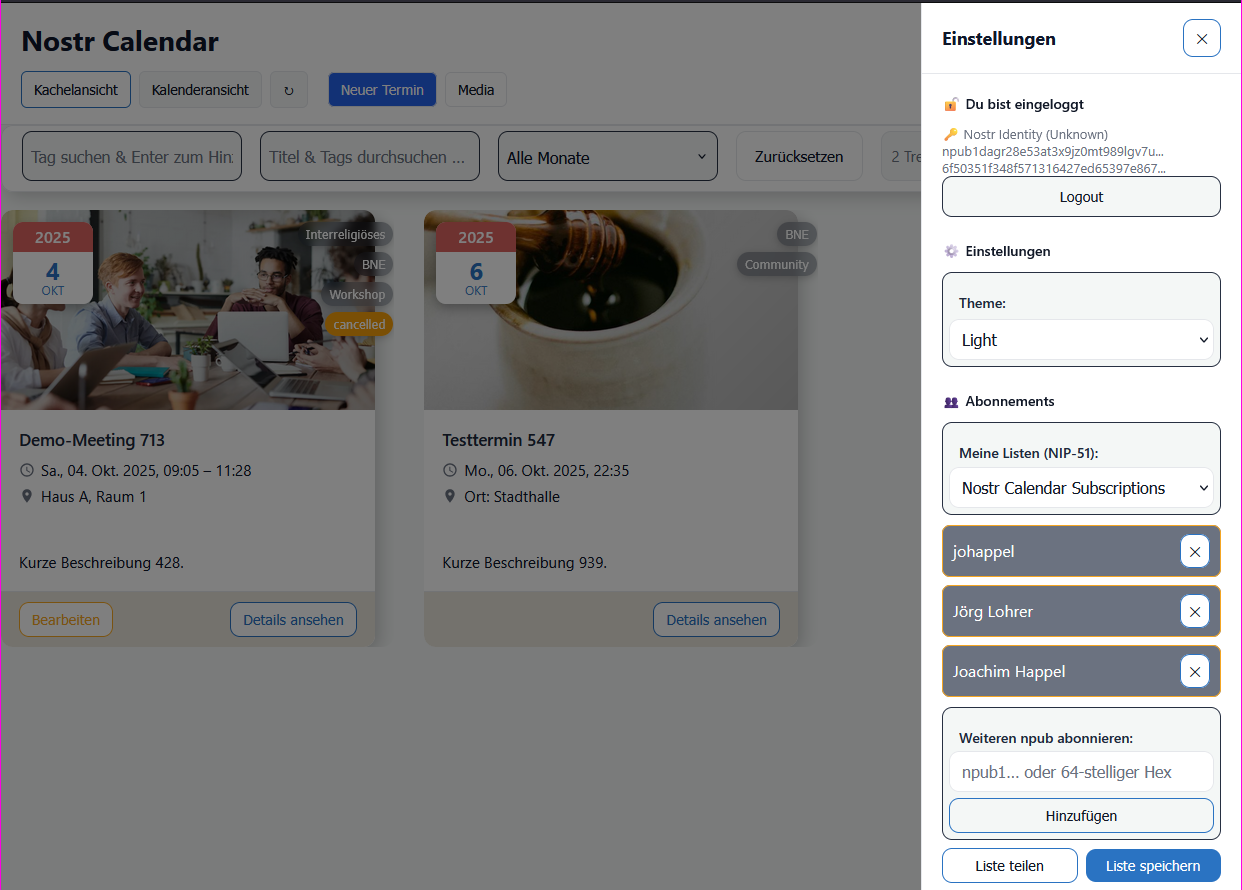 Nostr Calendar
Kachelansicht
Kalenderansicht
↻
Neuer Termin
Media
Tag suchen & Enter zum Hin
Titel & Tags durchsuchen ...
Alle Monate
Zurücksetzen
2 Tre
2025
4
OKT
Interreligiöses
BNE
Workshop
cancelled
Demo-Meeting 713
Sa., 04. Okt. 2025, 09:05 – 11:28
Haus A, Raum 1
Kurze Beschreibung 428.
Bearbeiten
Details ansehen
2025
6
OKT
BNE
Community
Testtermin 547
Mo., 06. Okt. 2025, 22:35
Ort: Stadthalle
Kurze Beschreibung 939.
Details ansehen
Einstellungen
Du bist eingeloggt
Nostr Identity (Unknown)
npub1dagr28e53at3x9jz0mt989lgv7u...
6f50351f348f571316427ed65397e867...
Logout
Einstellungen
Theme:
Light
Abonnements
Meine Listen (NIP-51):
Nostr Calendar Subscriptions
johappel
Jörg Lohrer
Joachim Happel
Weiteren npub abonnieren:
npub1... oder 64-stelliger Hex
Hinzufügen
Liste teilen
Liste speichern